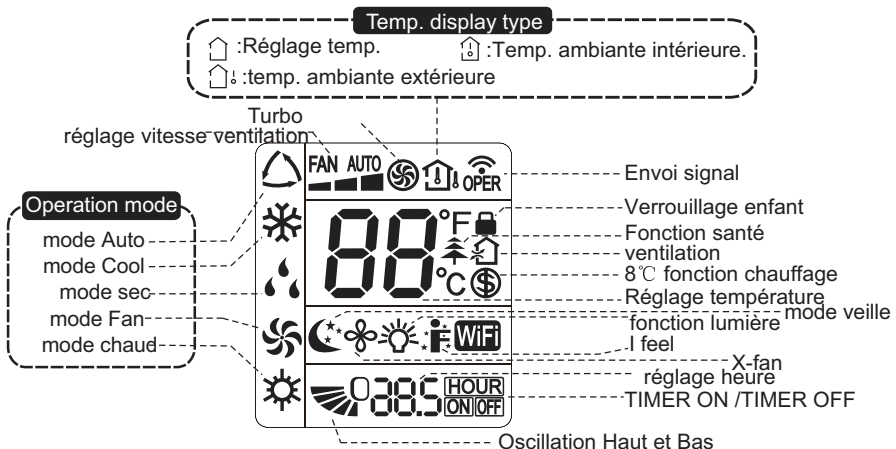 Temp. display type
:Réglage temp. :Temp. ambiante intérieure.
:temp. ambiante extérieure
Turbo
réglage vitesse ventilation
FAN AUTO
OPER
Envoi signal
Operation mode
mode Auto
mode Cool
mode sec
mode Fan
mode chaud
88 °F
°C
Verrouillage enfant
Fonction santé
ventilation
8℃ fonction chauffage
Réglage température
mode veille
fonction lumière
I feel
WiFi
X-fan
réglage heure
088.5 HOUR
ON OFF
TIMER ON /TIMER OFF
Oscillation Haut et Bas